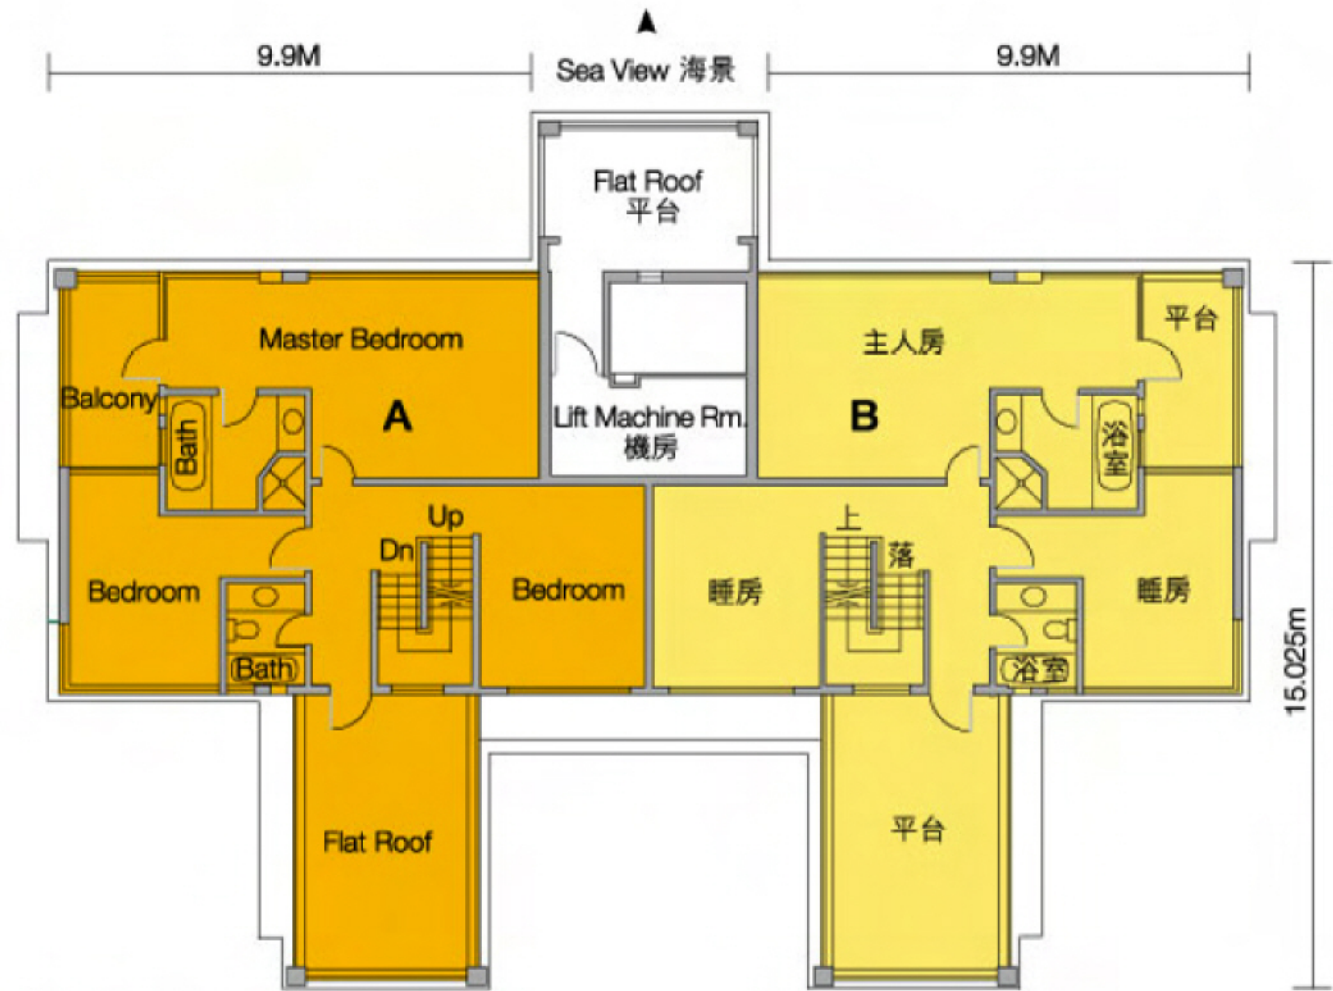 9.9M
Sea View 海景
9.9M
Flat Roof
平台
Master Bedroom
主人房
平台
Balcony
A
B
Bath
Lift Machine Rm.
機房
浴室
Up
上
Dn
落
Bedroom
Bedroom
睡房
睡房
Bath
浴室
15.025m
Flat Roof
平台